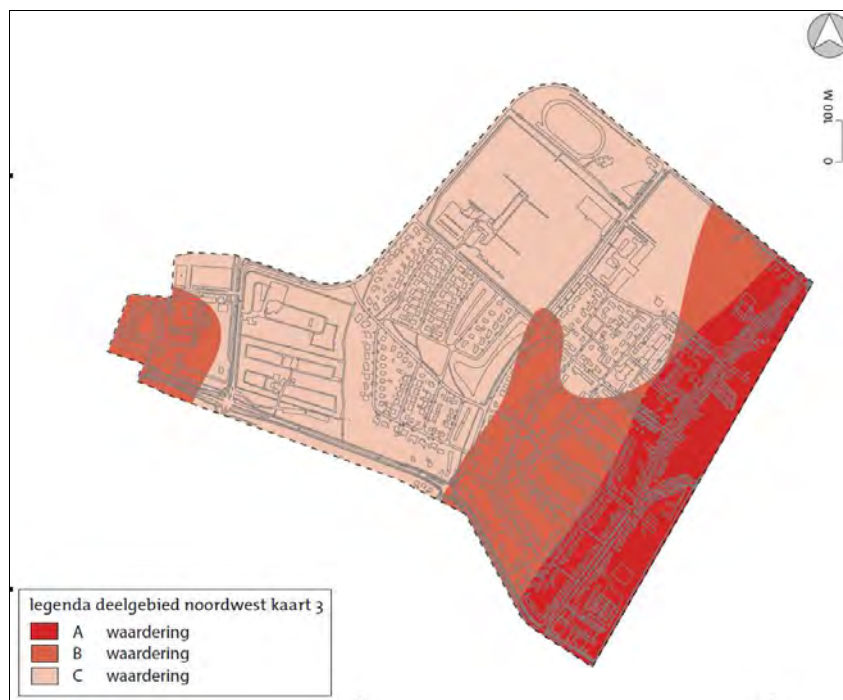 100 M
0
legenda deelgebied noordwest kaart 3
A waardering
B waardering
C waardering